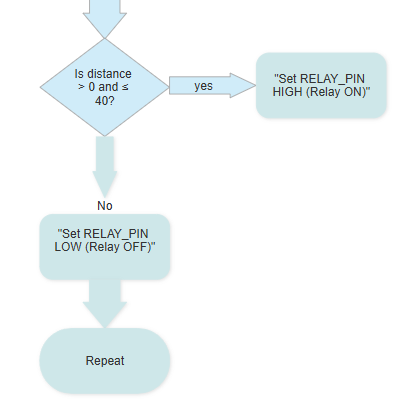 Is distance
> 0 and ≤
40?
yes
"Set RELAY_PIN
HIGH (Relay ON)"
No
"Set RELAY_PIN
LOW (Relay OFF)"
Repeat